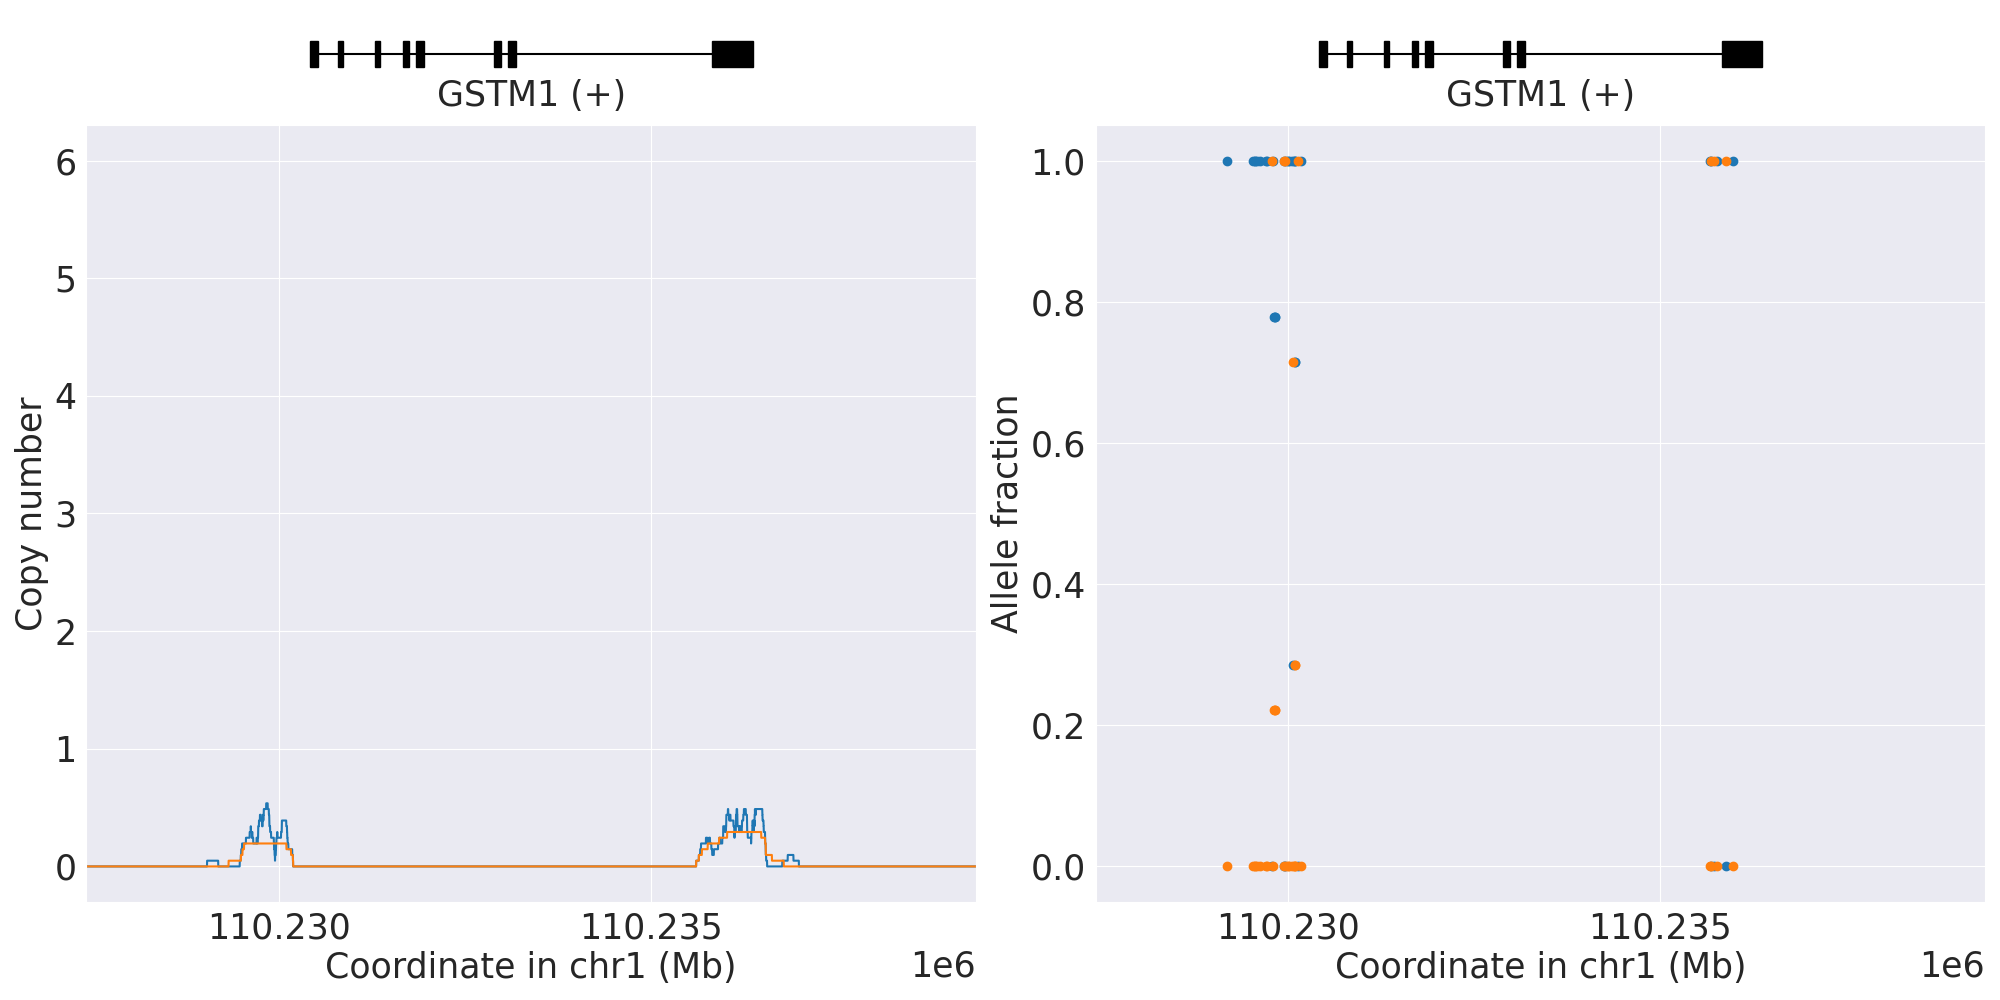 GSTM1 (+)
6
5
4
3
2
1
0
Copy number
110.230
110.235
Coordinate in chr1 (Mb)
1e6
GSTM1 (+)
1.0
0.8
0.6
0.4
0.2
0.0
Allele fraction
110.230
110.235
Coordinate in chr1 (Mb)
1e6